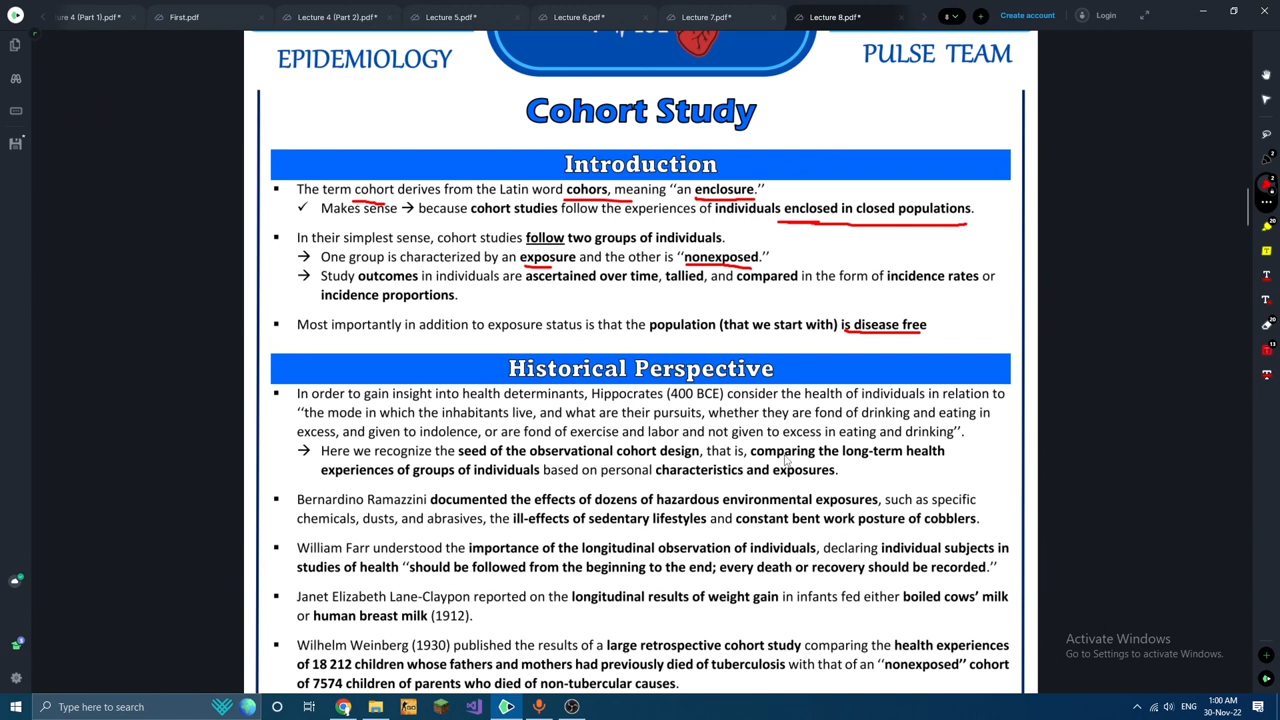 e 4 (Part 1).pdf* First.pdf Lecture 4 (Part 2).pdf* Lecture 5.pdf* Lecture 6.pdf* Lecture 7.pdf* Lecture 8.pdf* 8 Create account Login
EPIDEMIOLOGY PULSE TEAM
Cohort Study
Introduction
▪ The term cohort derives from the Latin word cohors, meaning ‘‘an enclosure.’’
✓ Makes sense → because cohort studies follow the experiences of individuals enclosed in closed populations.
▪ In their simplest sense, cohort studies follow two groups of individuals.
→ One group is characterized by an exposure and the other is ‘‘nonexposed.’’
→ Study outcomes in individuals are ascertained over time, tallied, and compared in the form of incidence rates or
incidence proportions.
▪ Most importantly in addition to exposure status is that the population (that we start with) is disease free
Historical Perspective
▪ In order to gain insight into health determinants, Hippocrates (400 BCE) consider the health of individuals in relation to
‘‘the mode in which the inhabitants live, and what are their pursuits, whether they are fond of drinking and eating in
excess, and given to indolence, or are fond of exercise and labor and not given to excess in eating and drinking’’.
→ Here we recognize the seed of the observational cohort design, that is, comparing the long-term health
experiences of groups of individuals based on personal characteristics and exposures.
▪ Bernardino Ramazzini documented the effects of dozens of hazardous environmental exposures, such as specific
chemicals, dusts, and abrasives, the ill-effects of sedentary lifestyles and constant bent work posture of cobblers.
▪ William Farr understood the importance of the longitudinal observation of individuals, declaring individual subjects in
studies of health ‘‘should be followed from the beginning to the end; every death or recovery should be recorded.’’
▪ Janet Elizabeth Lane-Claypon reported on the longitudinal results of weight gain in infants fed either boiled cows’ milk
or human breast milk (1912).
▪ Wilhelm Weinberg (1930) published the results of a large retrospective cohort study comparing the health experiences
of 18 212 children whose fathers and mothers had previously died of tuberculosis with that of an ‘‘nonexposed’’ cohort
of 7574 children of parents who died of non-tubercular causes.
Activate Windows
Go to Settings to activate Windows.
Type here to search
ENG
1:00 AM
30-Nov-22